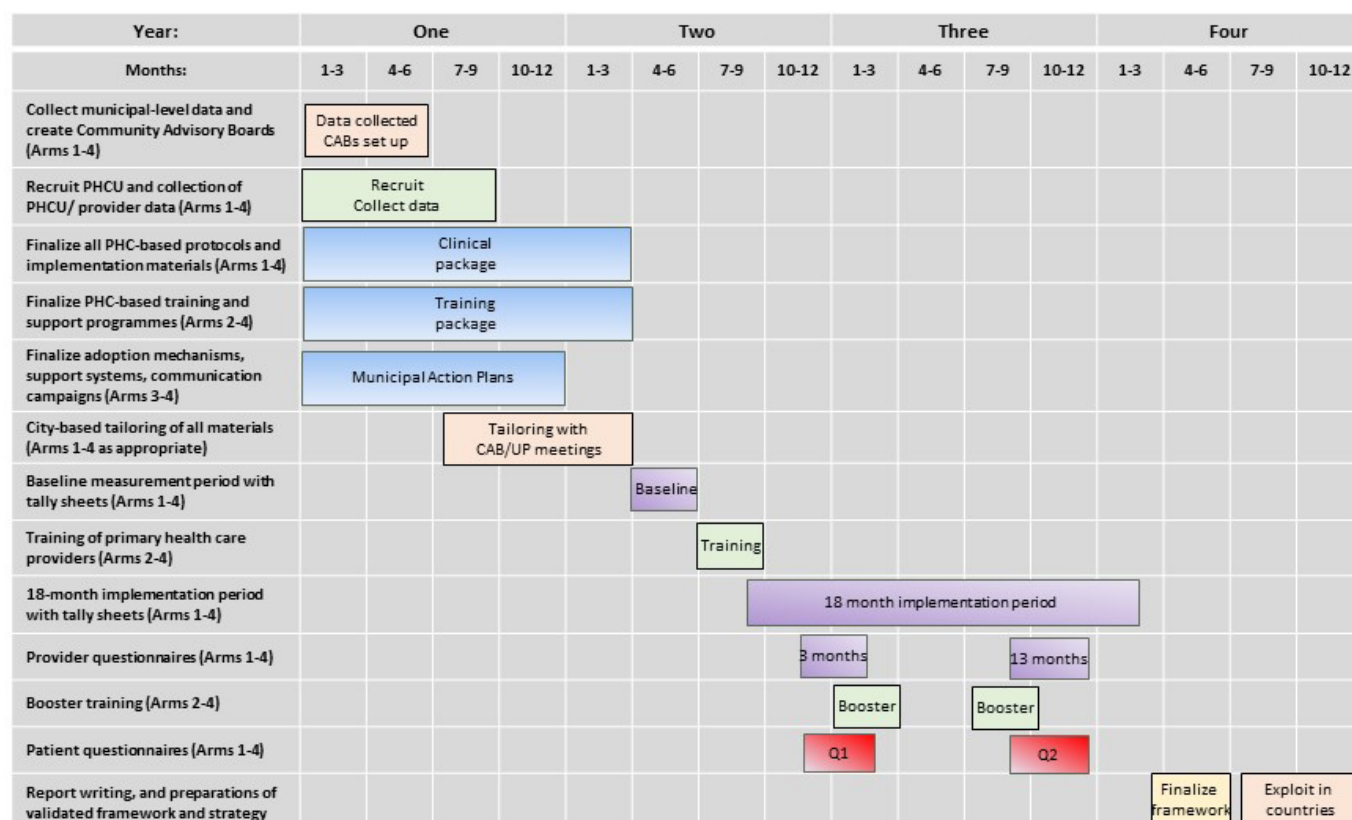 Year: One Two Three Four
Months: 1-3 4-6 7-9 10-12 1-3 4-6 7-9 10-12 1-3 4-6 7-9 10-12 1-3 4-6 7-9 10-12
Collect municipal-level data and
create Community Advisory Boards
(Arms 1-4)
Data collected
CABs set up
Recruit PHCU and collection of
PHCU/ provider data (Arms 1-4)
Recruit
Collect data
Finalize all PHC-based protocols and
implementation materials (Arms 1-4)
Clinical
package
Finalize PHC-based training and
support programmes (Arms 2-4)
Training
package
Finalize adoption mechanisms,
support systems, communication
campaigns (Arms 3-4)
Municipal Action Plans
City-based tailoring of all materials
(Arms 1-4 as appropriate)
Tailoring with
CAB/UP meetings
Baseline measurement period with
tally sheets (Arms 1-4)
Baseline
Training of primary health care
providers (Arms 2-4)
Training
18-month implementation period
with tally sheets (Arms 1-4)
18 month implementation period
Provider questionnaires (Arms 1-4)
3 months 13 months
Booster training (Arms 2-4)
Booster Booster
Patient questionnaires (Arms 1-4)
Q1 Q2
Report writing, and preparations of
validated framework and strategy
Finalize
framework
Exploit in
countries